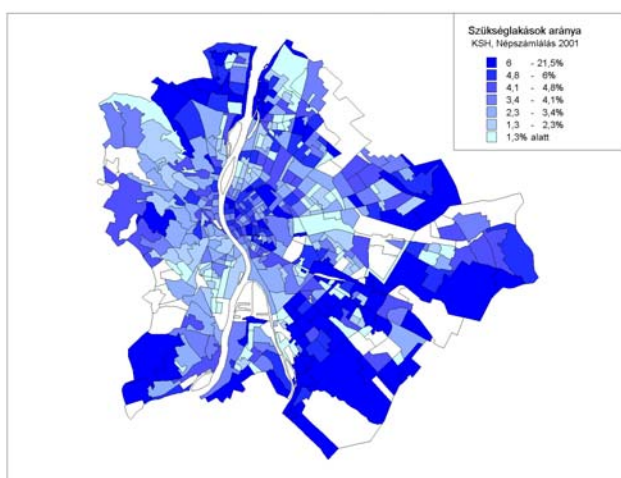 Szükséglakások aránya
KSH, Népszámlálás 2001
6 - 21,5%
4,8 - 6%
4,1 - 4,8%
3,4 - 4,1%
2,3 - 3,4%
1,3 - 2,3%
1,3% alatt